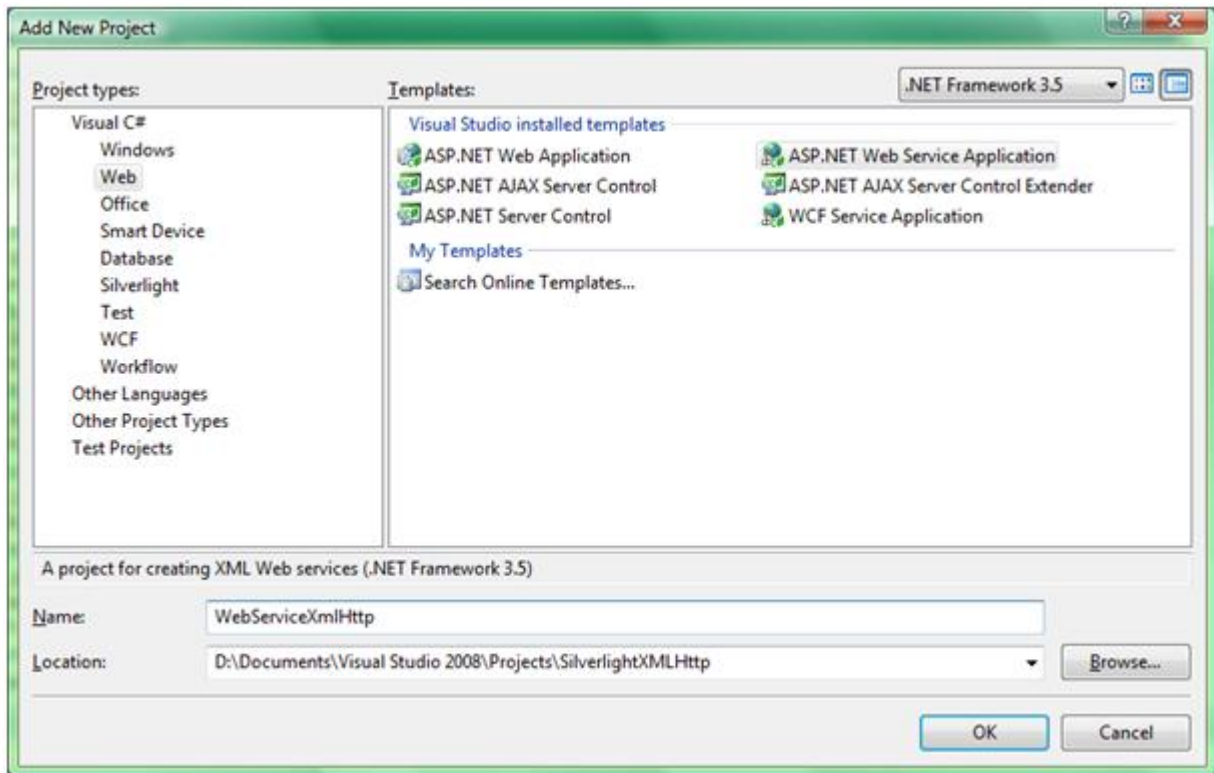 Add New Project
Project types:
Templates:
.NET Framework 3.5
Visual C#
Windows
Web
Office
Smart Device
Database
Silverlight
Test
WCF
Workflow
Other Languages
Other Project Types
Test Projects
Visual Studio installed templates
ASP.NET Web Application
ASP.NET Web Service Application
ASP.NET AJAX Server Control
ASP.NET AJAX Server Control Extender
ASP.NET Server Control
WCF Service Application
My Templates
Search Online Templates...
A project for creating XML Web services (.NET Framework 3.5)
Name:
WebServiceXmlHttp
Location:
D:\Documents\Visual Studio 2008\Projects\SilverlightXMLHttp
Browse...
OK
Cancel